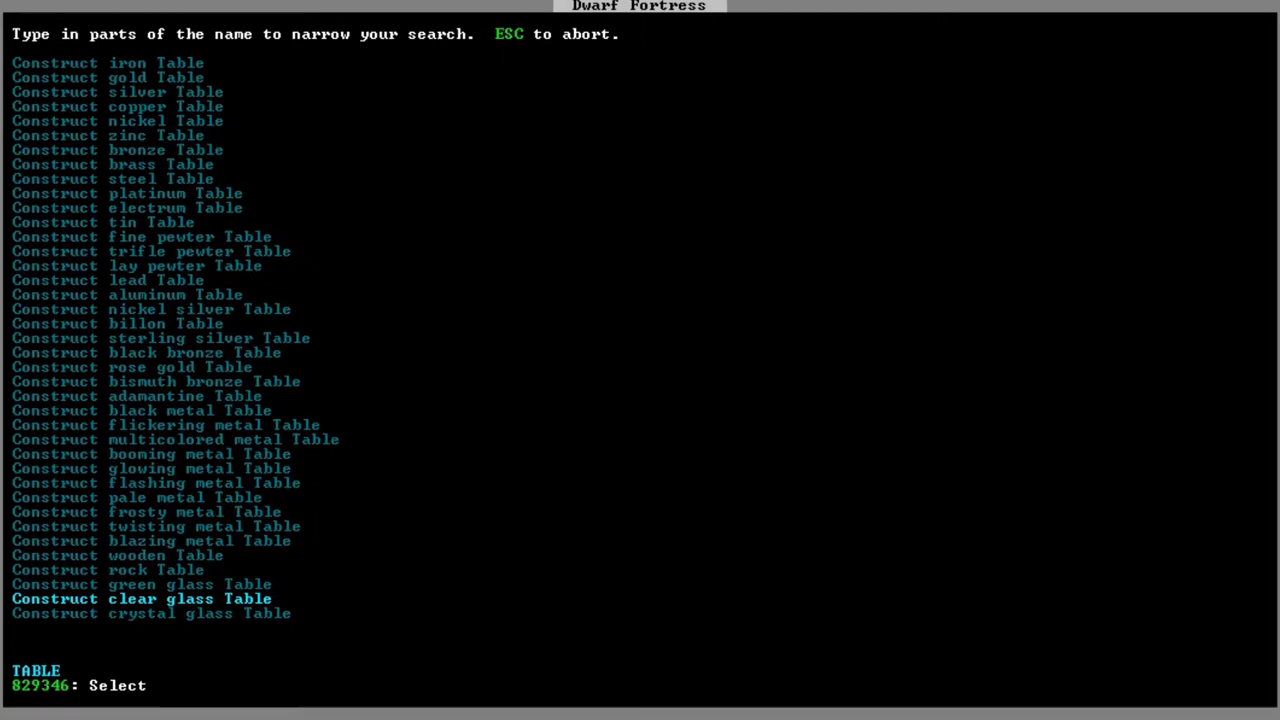 Dwarf Fortress
Type in parts of the name to narrow your search.  ESC to abort.
Construct iron Table
Construct gold Table
Construct silver Table
Construct copper Table
Construct nickel Table
Construct zinc Table
Construct bronze Table
Construct brass Table
Construct steel Table
Construct platinum Table
Construct electrum Table
Construct tin Table
Construct fine pewter Table
Construct trifle pewter Table
Construct lay pewter Table
Construct lead Table
Construct aluminum Table
Construct nickel silver Table
Construct billon Table
Construct sterling silver Table
Construct black bronze Table
Construct rose gold Table
Construct bismuth bronze Table
Construct adamantine Table
Construct black metal Table
Construct flickering metal Table
Construct multicolored metal Table
Construct booming metal Table
Construct glowing metal Table
Construct flashing metal Table
Construct pale metal Table
Construct frosty metal Table
Construct twisting metal Table
Construct blazing metal Table
Construct wooden Table
Construct rock Table
Construct green glass Table
Construct clear glass Table
Construct crystal glass Table
TABLE
829346: Select